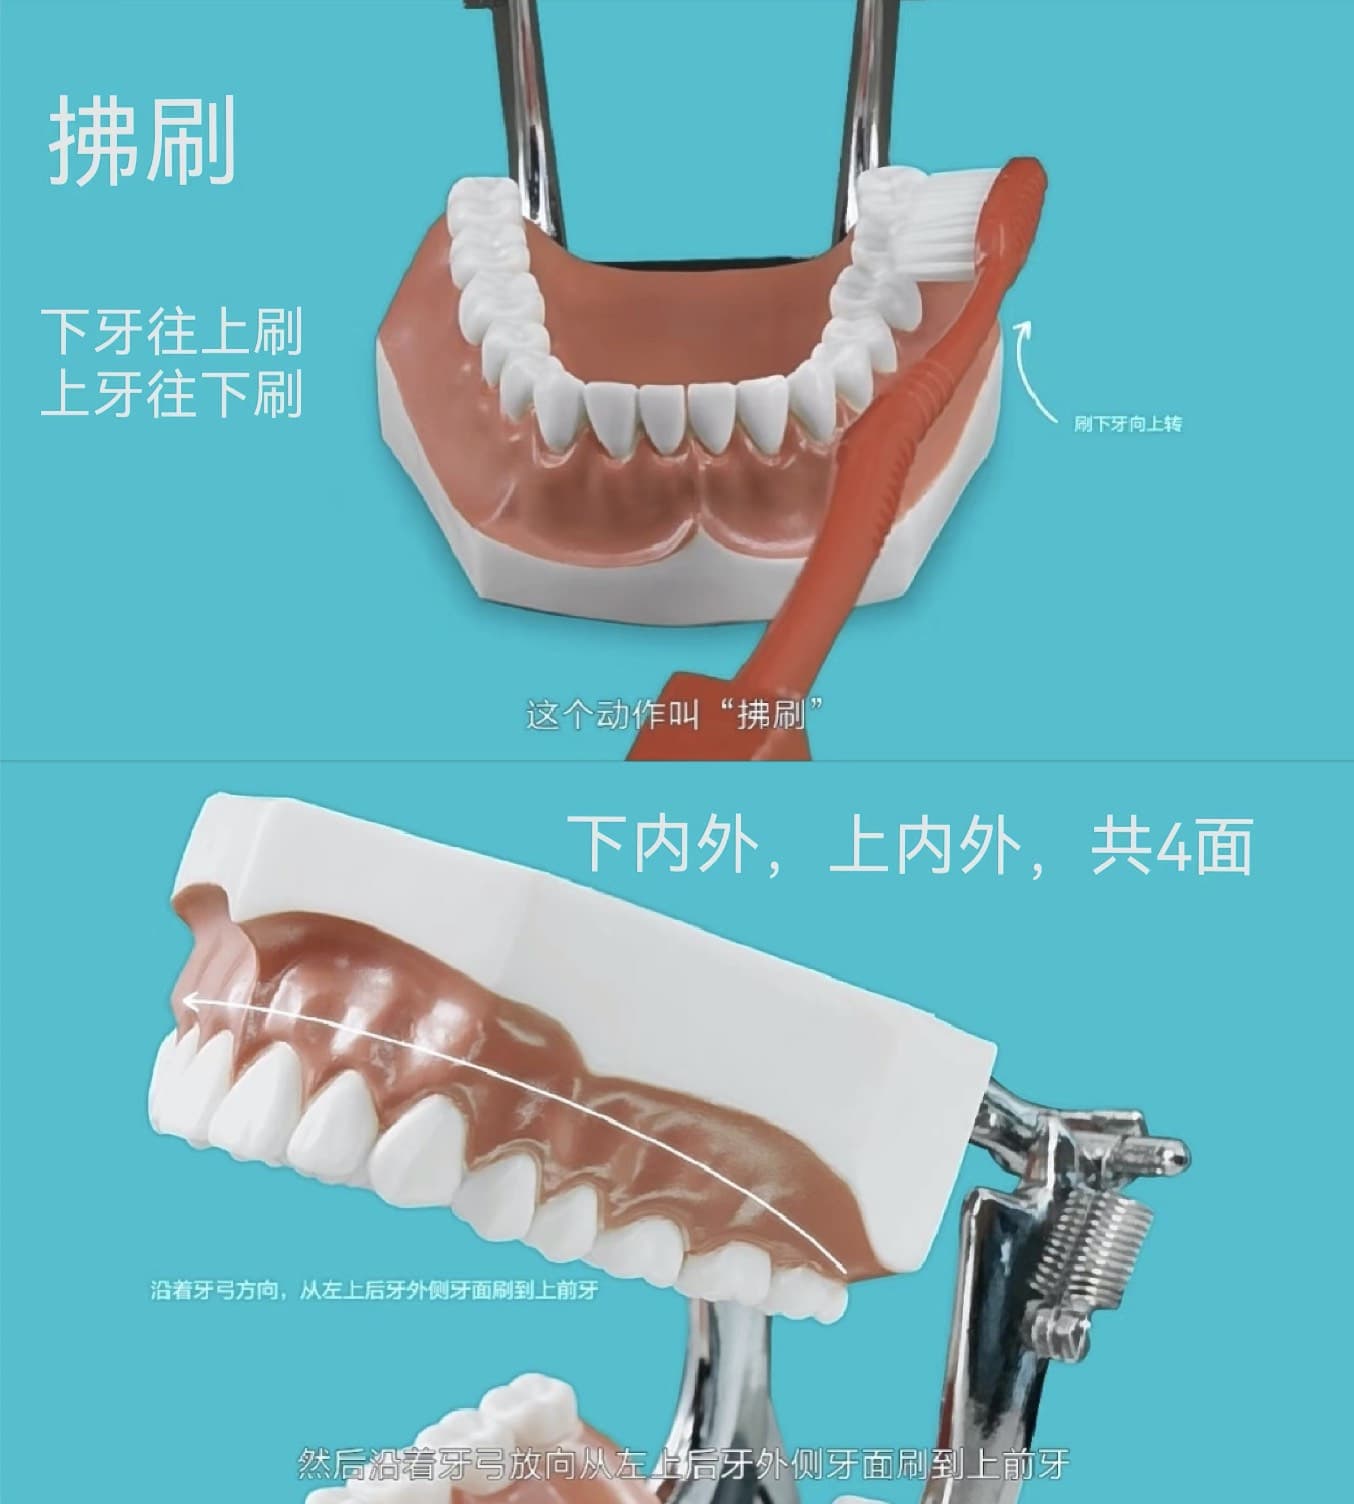 拂刷
下牙往上刷
上牙往下刷
刷下牙向上转
这个动作叫“拂刷”
下内外，上内外，共4面
沿着牙弓方向，从左上后牙外侧牙面刷到上前牙
然后沿着牙弓放向从左上后牙外侧牙面刷到上前牙